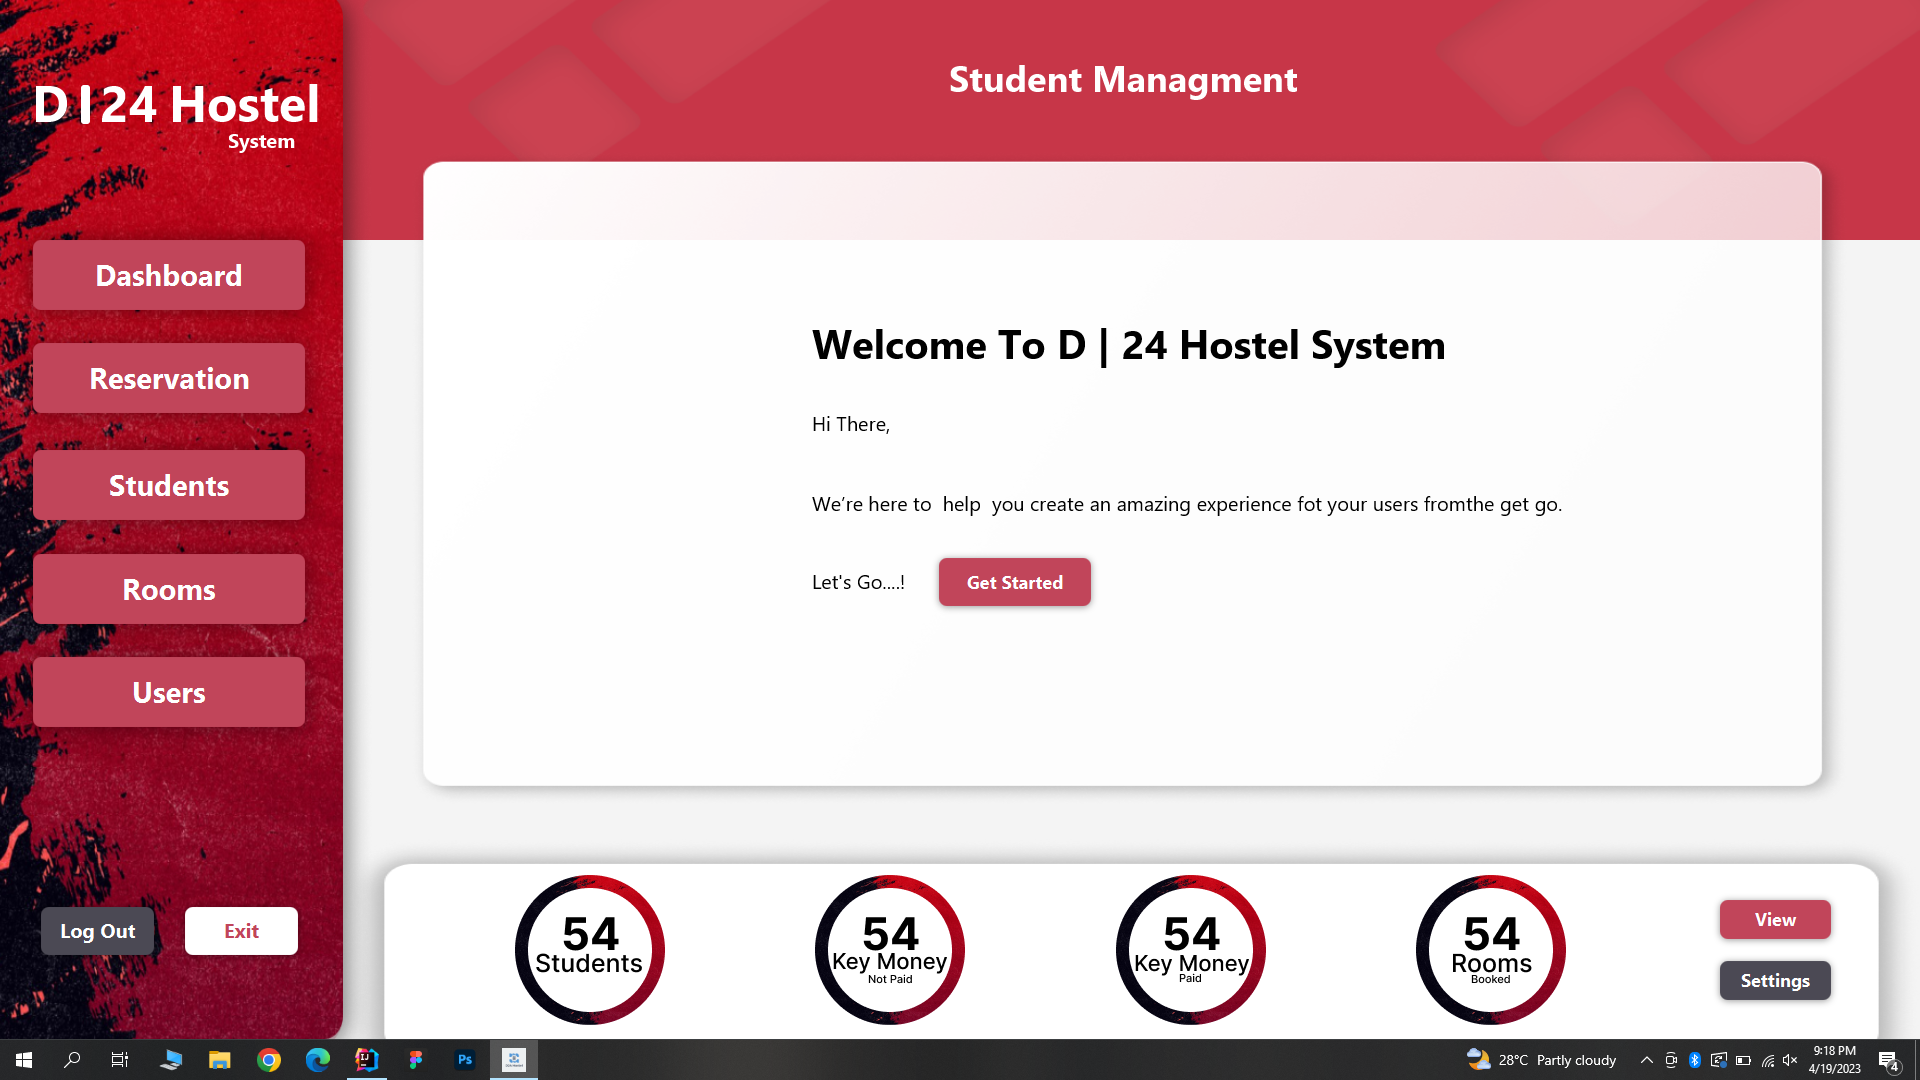 D |24 Hostel
System
Dashboard
Reservation
Students
Rooms
Users
Log Out
Exit
Student Managment
Welcome To D | 24 Hostel System
Hi There,
We’re here to  help  you create an amazing experience fot your users fromthe get go.
Let's Go....!
Get Started
54
Students
54
Key Money
Not Paid
54
Key Money
Paid
54
Rooms
Booked
View
Settings
IJ
Ps
28°C Partly cloudy
9:18 PM
4/19/2023
4